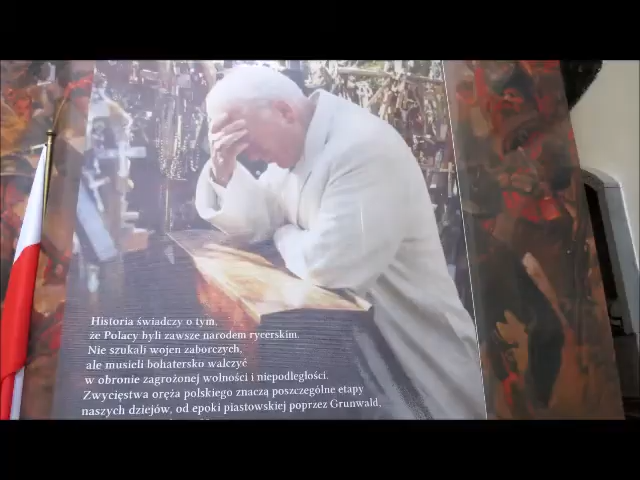 Historia świadczy o tym,
że Polacy byli zawsze narodem rycerskim.
Nie szukali wojen zaborczych,
ale musieli bohatersko walczyć
w obronie zagrożonej wolności i niepodległości.
Zwycięstwa oręża polskiego znaczą poszczególne etapy
naszych dziejów, od epoki piastowskiej poprzez Grunwald,